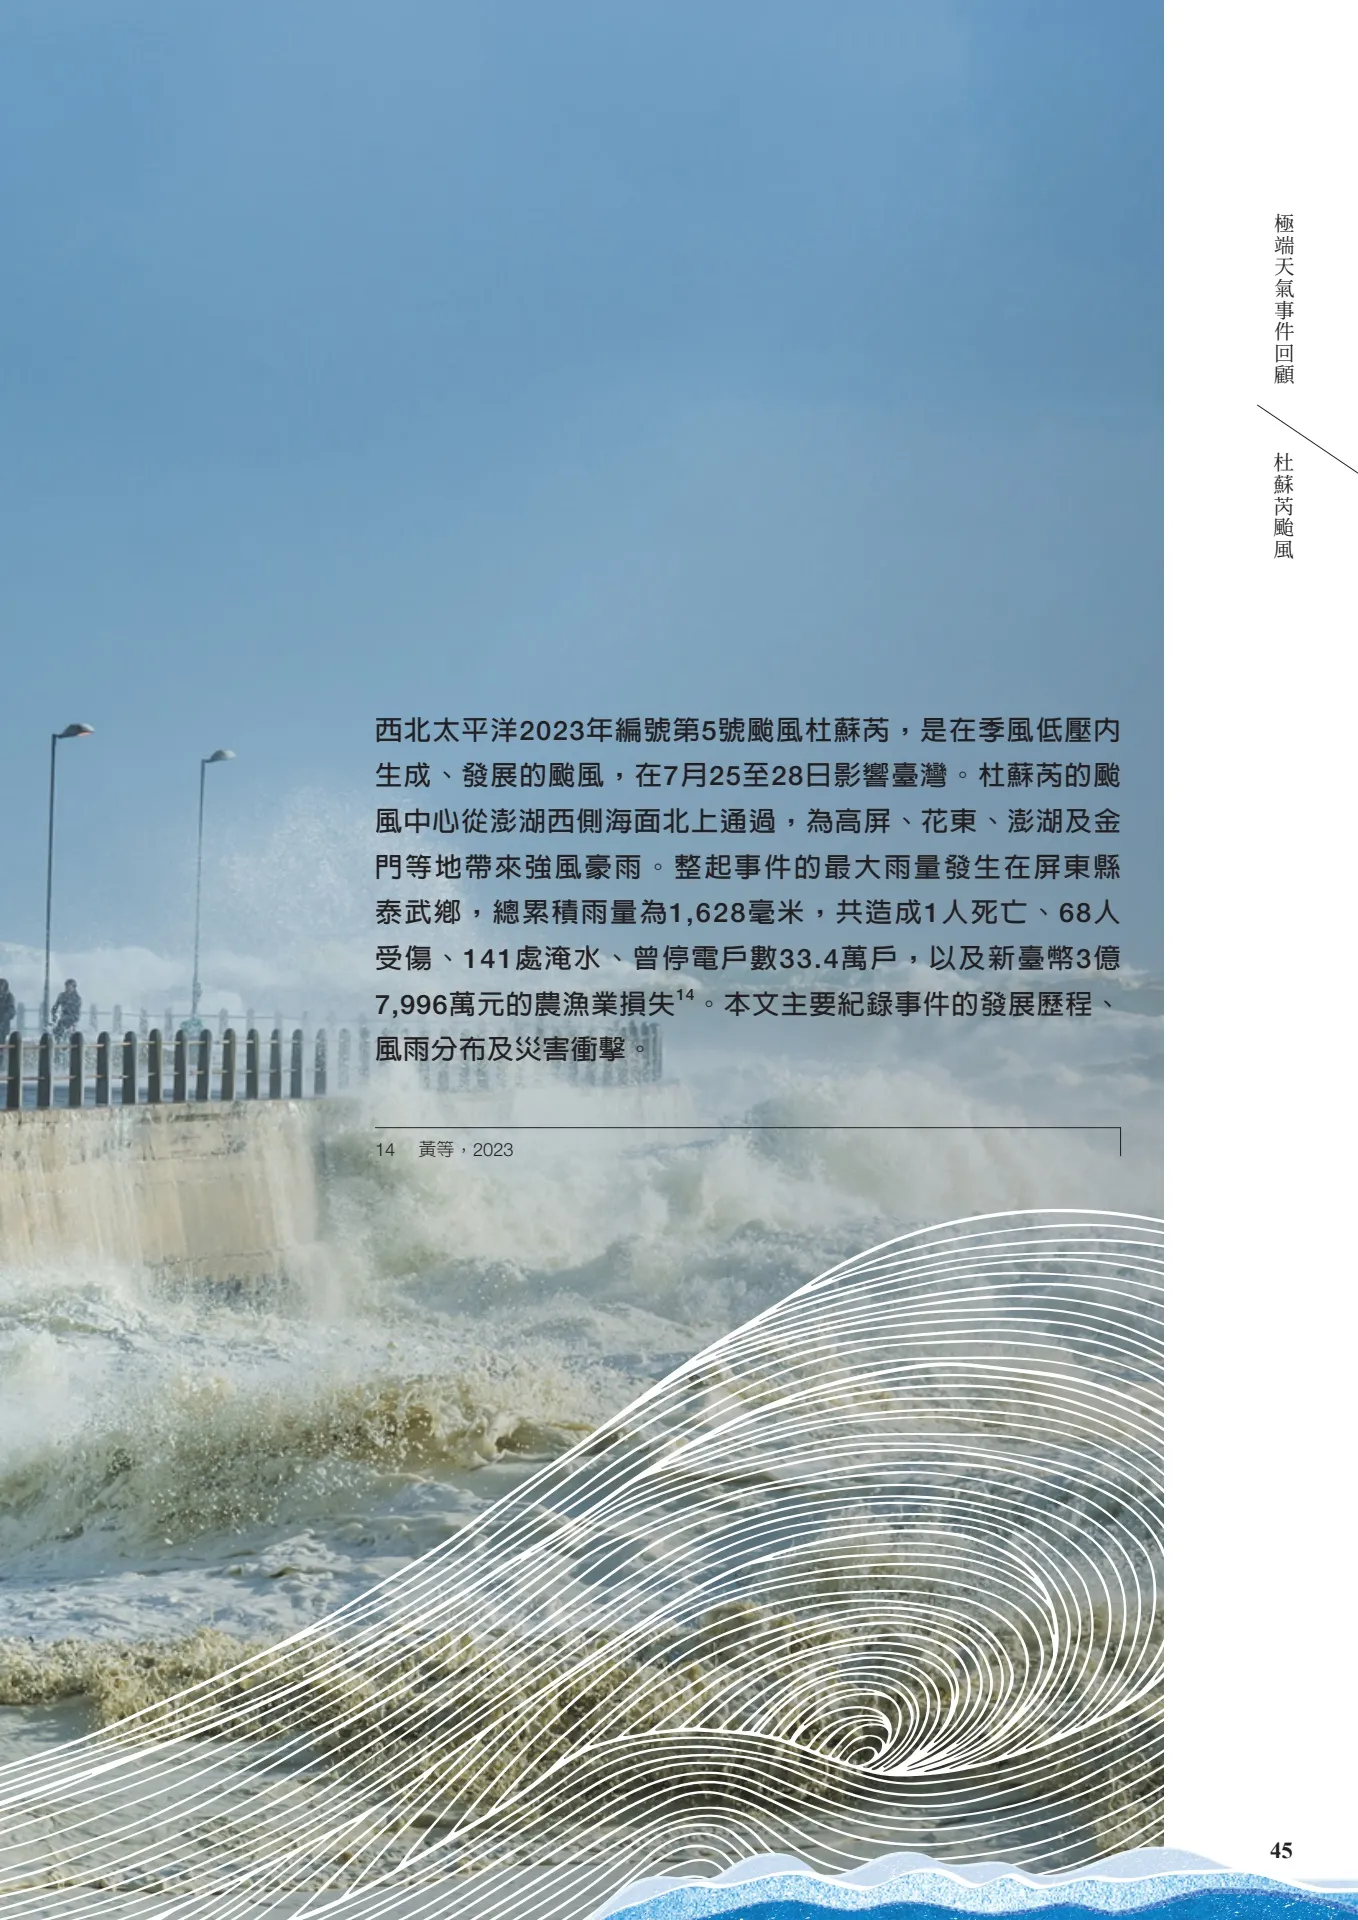 極端天氣事件回顧
杜蘇芮颱風
西北太平洋2023年編號第5號颱風杜蘇芮，是在季風低壓內
生成、發展的颱風，在7月25至28日影響臺灣。杜蘇芮的颱
風中心從澎湖西側海面北上通過，為高屏、花東、澎湖及金
門等地帶來強風豪雨。整起事件的最大雨量發生在屏東縣
泰武鄉，總累積雨量為1,628毫米，共造成1人死亡、68人
受傷、141處淹水、曾停電戶數33.4萬戶，以及新臺幣3億
7,996萬元的農漁業損失14。本文主要紀錄事件的發展歷程、
風雨分布及災害衝擊。
14 黃等，2023
45